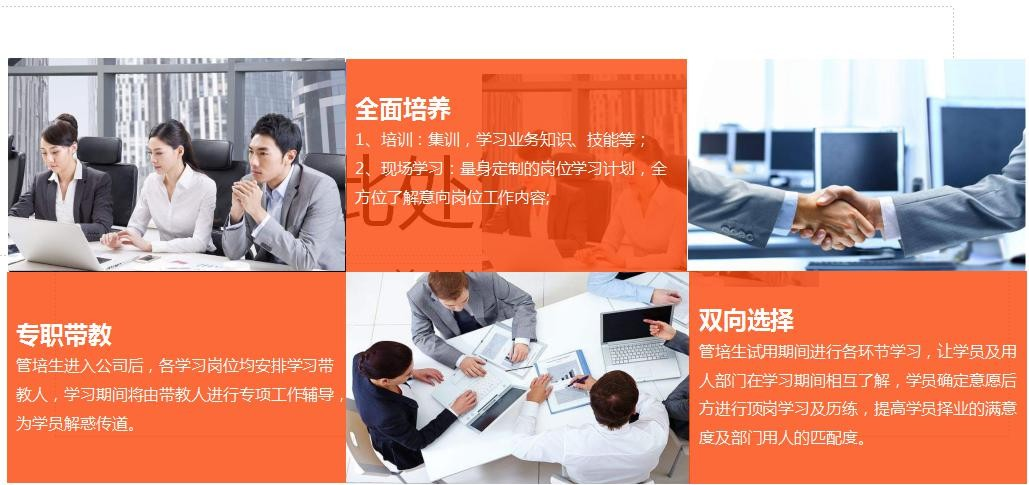 全面培养
1、培训：集训，学习业务知识、技能等；
2、现场学习：量身定制的岗位学习计划，全
方位了解意向岗位工作内容;
专职带教
管培生进入公司后，各学习岗位均安排学习带
教人，学习期间将由带教人进行专项工作辅导，
为学员解惑传道。
双向选择
管培生试用期间进行各环节学习，让学员及用
人部门在学习期间相互了解，学员确定意愿后
方进行顶岗学习及历练，提高学员择业的满意
度及部门用人的匹配度。